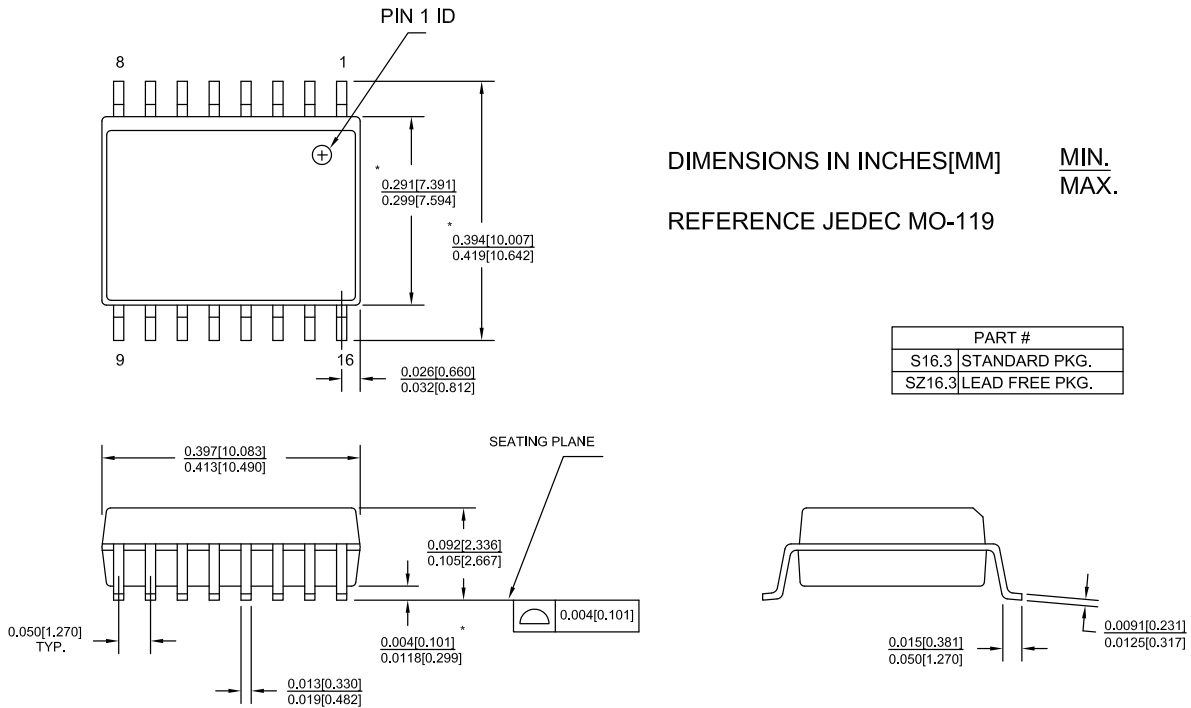 PIN 1 ID
8
1
*
0.291[7.391]
0.299[7.594]
*
0.394[10.007]
0.419[10.642]
9
16
0.026[0.660]
0.032[0.812]
DIMENSIONS IN INCHES[MM]
MIN.
MAX.
REFERENCE JEDEC MO-119
PART #
S16.3 STANDARD PKG.
SZ16.3 LEAD FREE PKG.
0.397[10.083]
0.413[10.490]
SEATING PLANE
0.092[2.336]
0.105[2.667]
0.004[0.101]
0.050[1.270]
TYP.
*
0.004[0.101]
0.0118[0.299]
0.013[0.330]
0.019[0.482]
0.015[0.381]
0.050[1.270]
0.0091[0.231]
0.0125[0.317]